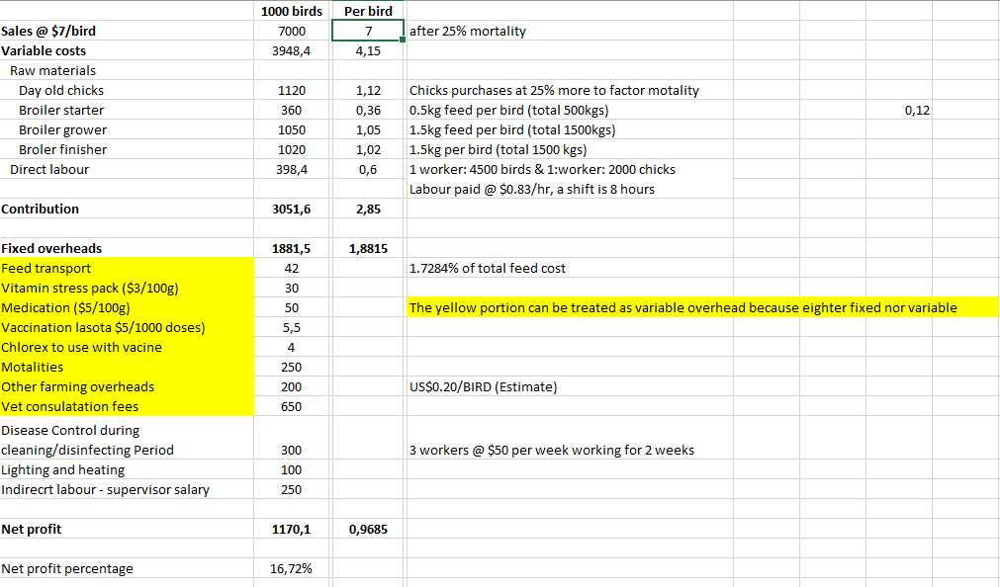 1000 birds Per bird
Sales @ $7/bird 7000 7 after 25% mortality
Variable costs 3948,4 4,15
Raw materials
Day old chicks 1120 1,12 Chicks purchases at 25% more to factor motality
Broiler starter 360 0,36 0.5kg feed per bird (total 500kgs) 0,12
Broiler grower 1050 1,05 1.5kg feed per bird (total 1500kgs)
Broler finisher 1020 1,02 1.5kg per bird (total 1500 kgs)
Direct labour 398,4 0,6 1 worker: 4500 birds & 1:worker: 2000 chicks
Labour paid @ $0.83/hr, a shift is 8 hours
Contribution 3051,6 2,85
Fixed overheads 1881,5 1,8815
Feed transport 42 1.7284% of total feed cost
Vitamin stress pack ($3/100g) 30
Medication ($5/100g) 50 The yellow portion can be treated as variable overhead because eighter fixed nor variable
Vaccination lasota $5/1000 doses) 5,5
Chlorex to use with vacine 4
Motalities 250
Other farming overheads 200 US$0.20/BIRD (Estimate)
Vet consulatation fees 650
Disease Control during
cleaning/disinfecting Period 300 3 workers @ $50 per week working for 2 weeks
Lighting and heating 100
Indirecrt labour - supervisor salary 250
Net profit 1170,1 0,9685
Net profit percentage 16,72%